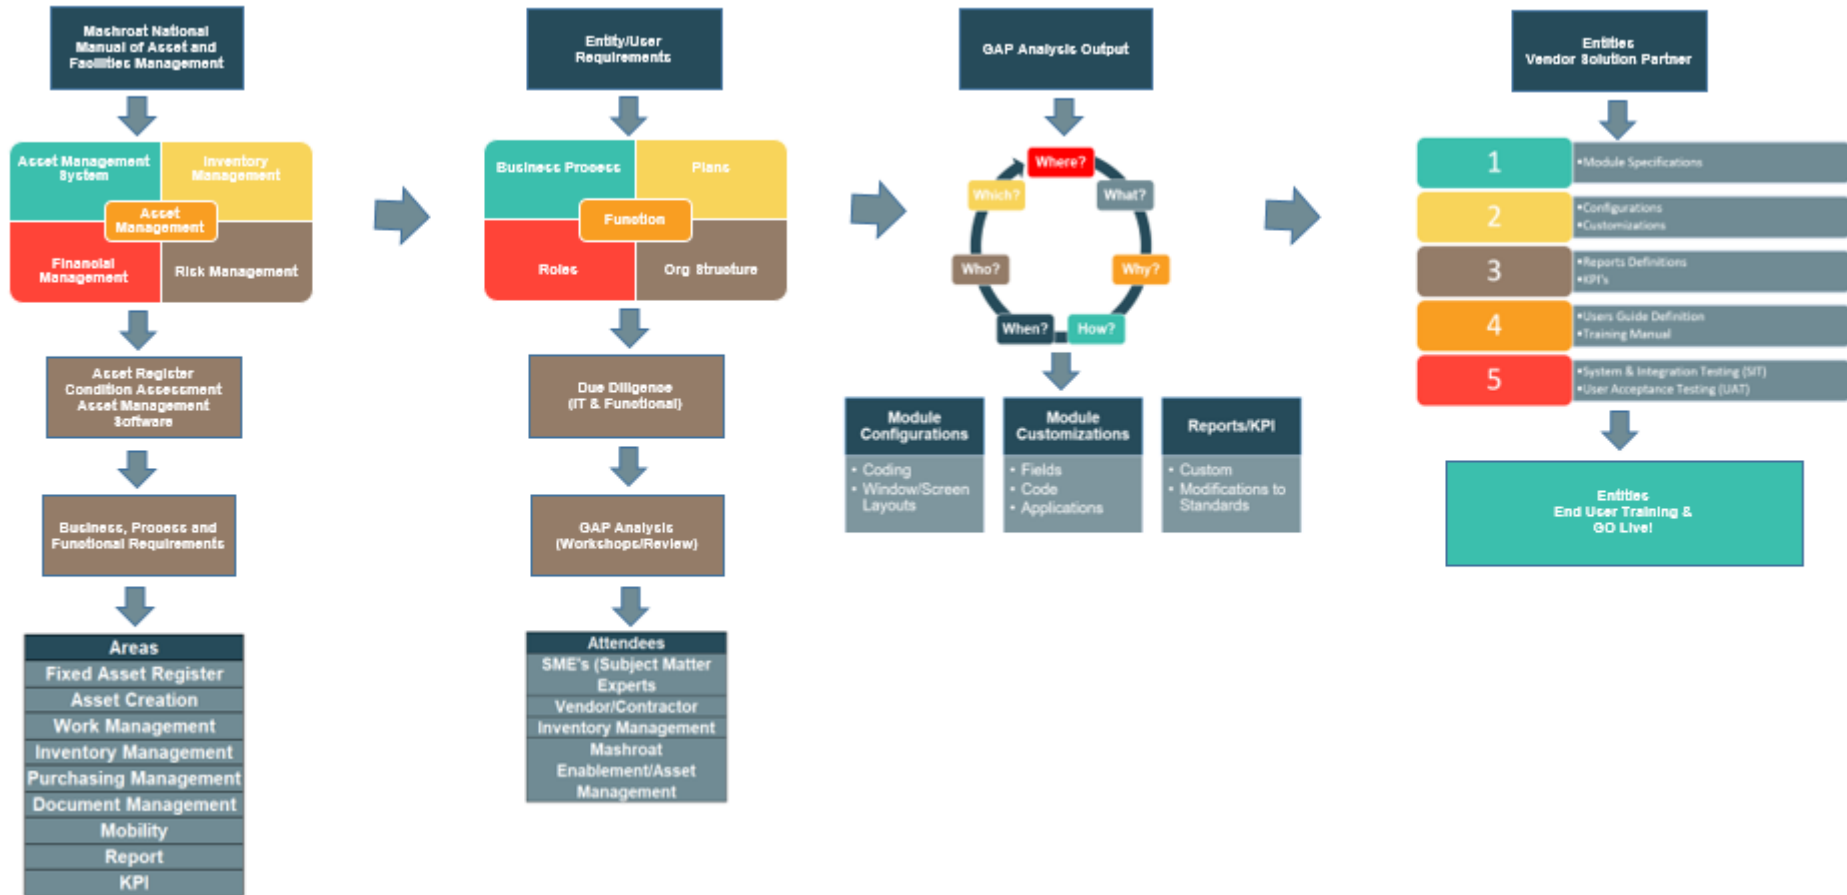 Mashroat National
Manual of Asset and
Facilities Management
Asset Management
System
Inventory
Management
Asset
Management
Financial
Management
Risk Management
Asset Register
Condition Assessment
Asset Management
Software
Business, Process and
Functional Requirements
Areas
Fixed Asset Register
Asset Creation
Work Management
Inventory Management
Purchasing Management
Document Management
Mobility
Report
KPI
Entity/User
Requirements
Business Process
Plans
Function
Roles
Org Structure
Due Diligence
(IT & Functional)
GAP Analysis
(Workshops/Review)
Attendees
SME's (Subject Matter
Experts
Vendor/Contractor
Inventory Management
Mashroat
Enablement/Asset
Management
GAP Analysis Output
Where?
What?
Why?
How?
When?
Who?
Which?
Module
Configurations
• Coding
• Window/Screen
Layouts
Module
Customizations
• Fields
• Code
• Applications
Reports/KPI
• Custom
• Modifications to
Standards
Entities
Vendor Solution Partner
1
•Module Specifications
2
•Configurations
•Customizations
3
•Reports Definitions
•KPI's
4
•Users Guide Definition
•Training Manual
5
•System & Integration Testing (SIT)
•User Acceptance Testing (UAT)
Entities
End User Training &
GO Live!